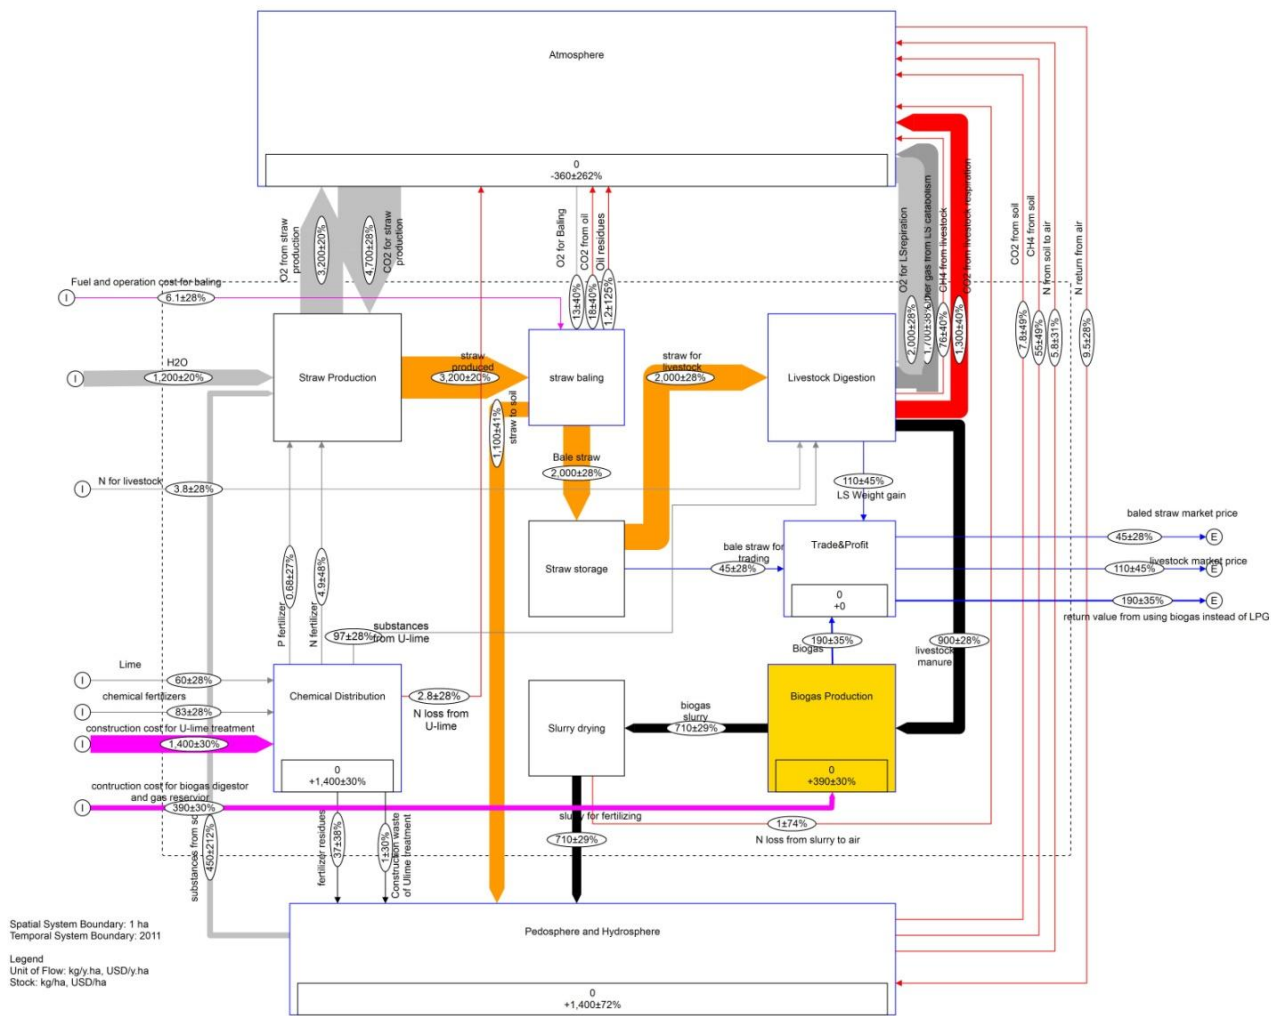 Atmosphere
0
-360±262%
O2 from straw
production
3,200±20%
4,700±28%
CO2 for straw
production
O2 for Baling
13±40%
CO2 from oil
18±40%
Oil residues
1.2±125%
O2 for LSrepiration
2,000±28%
Other gas from LS catabolism
1,700±38%
CH4 from livestock
76±40%
CO2 from livestock respiration
1,300±40%
CO2 from soil
7.8±49%
CH4 from soil
55±49%
N from soil to air
5.8±31%
N return from air
9.5±28%
Fuel and operation cost for baling
I
6.1±28%
H2O
I
1,200±20%
Straw Production
straw
produced
3,200±20%
straw baling
straw for
livestock
2,000±28%
Livestock Digestion
1,100±41%
straw to soil
Bale straw
2,000±28%
N for livestock
I
3.8±28%
110±45%
LS Weight gain
Straw storage
bale straw for
trading
45±28%
Trade&Profit
0
+0
baled straw market price
45±28%
E
livestock market price
110±45%
E
190±35%
E
return value from using biogas instead of LPG
P fertilizer
0.68±27%
N fertilizer
4.9±48%
substances
from U-lime
97±28%
190±35%
Biogas
900±28%
livestock
manure
Lime
I
60±28%
chemical fertilizers
I
83±28%
construction cost for U-lime treatment
I
1,400±30%
Chemical Distribution
0
+1,400±30%
2.8±28%
N loss from
U-lime
Slurry drying
biogas
slurry
710±29%
Biogas Production
0
+390±30%
contruction cost for biogas digestor
and gas reservior
I
390±30%
substances from so
450±212%
fertilizer residues
37±38%
1±30%
Construction waste
of Ulime treatment
slurry for fertilizing
710±29%
1±74%
N loss from slurry to air
Pedosphere and Hydrosphere
0
+1,400±72%
Spatial System Boundary: 1 ha
Temporal System Boundary: 2011
Legend
Unit of Flow: kg/y.ha, USD/y.ha
Stock: kg/ha, USD/ha